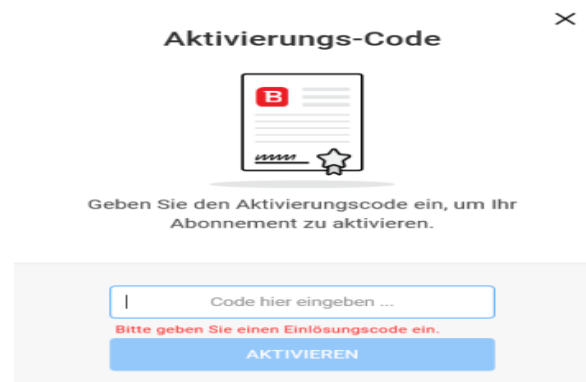 Aktivierungs-Code
B
Geben Sie den Aktivierungscode ein, um Ihr
Abonnement zu aktivieren.
Code hier eingeben ...
Bitte geben Sie einen Einlösungscode ein.
AKTIVIEREN